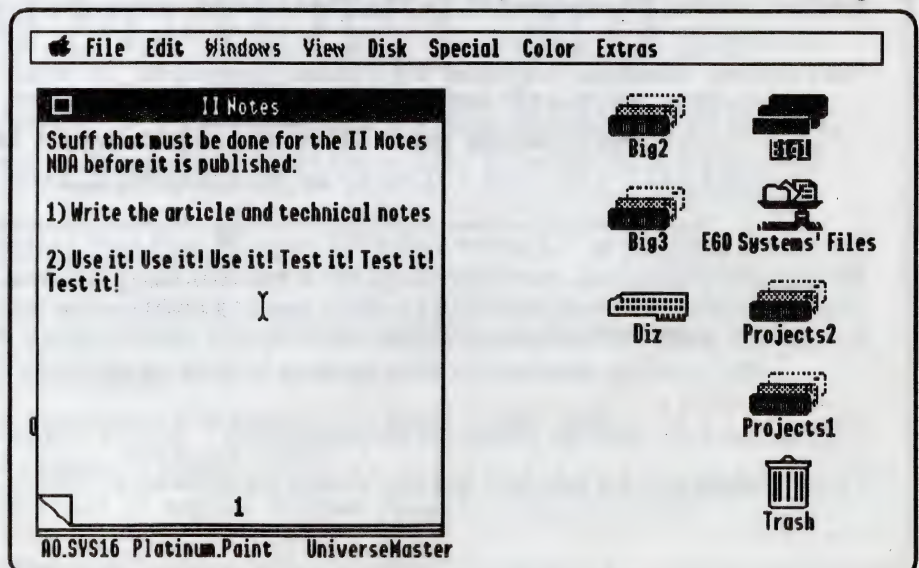 File Edit Windows View Disk Special Color Extras
II Notes
Stuff that must be done for the II Notes
NDA before it is published:
1) Write the article and technical notes
2) Use it! Use it! Use it! Test it! Test it!
Test it!
1
Big2
Big3
EGO Systems' Files
Diz
Projects2
Projects1
Trash
AO.SYS16 Platinum.Paint UniverseMaster